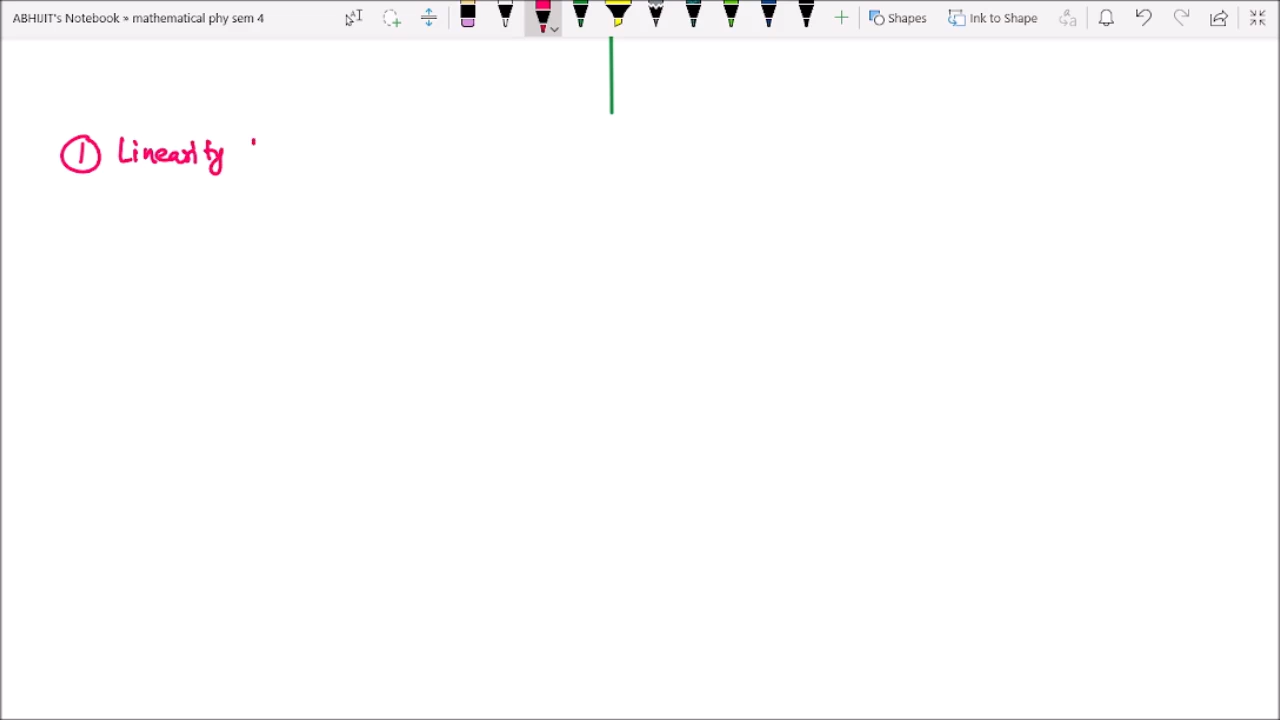 ABHIJIT's Notebook » mathematical phy sem 4
Shapes
Ink to Shape
① Linearity